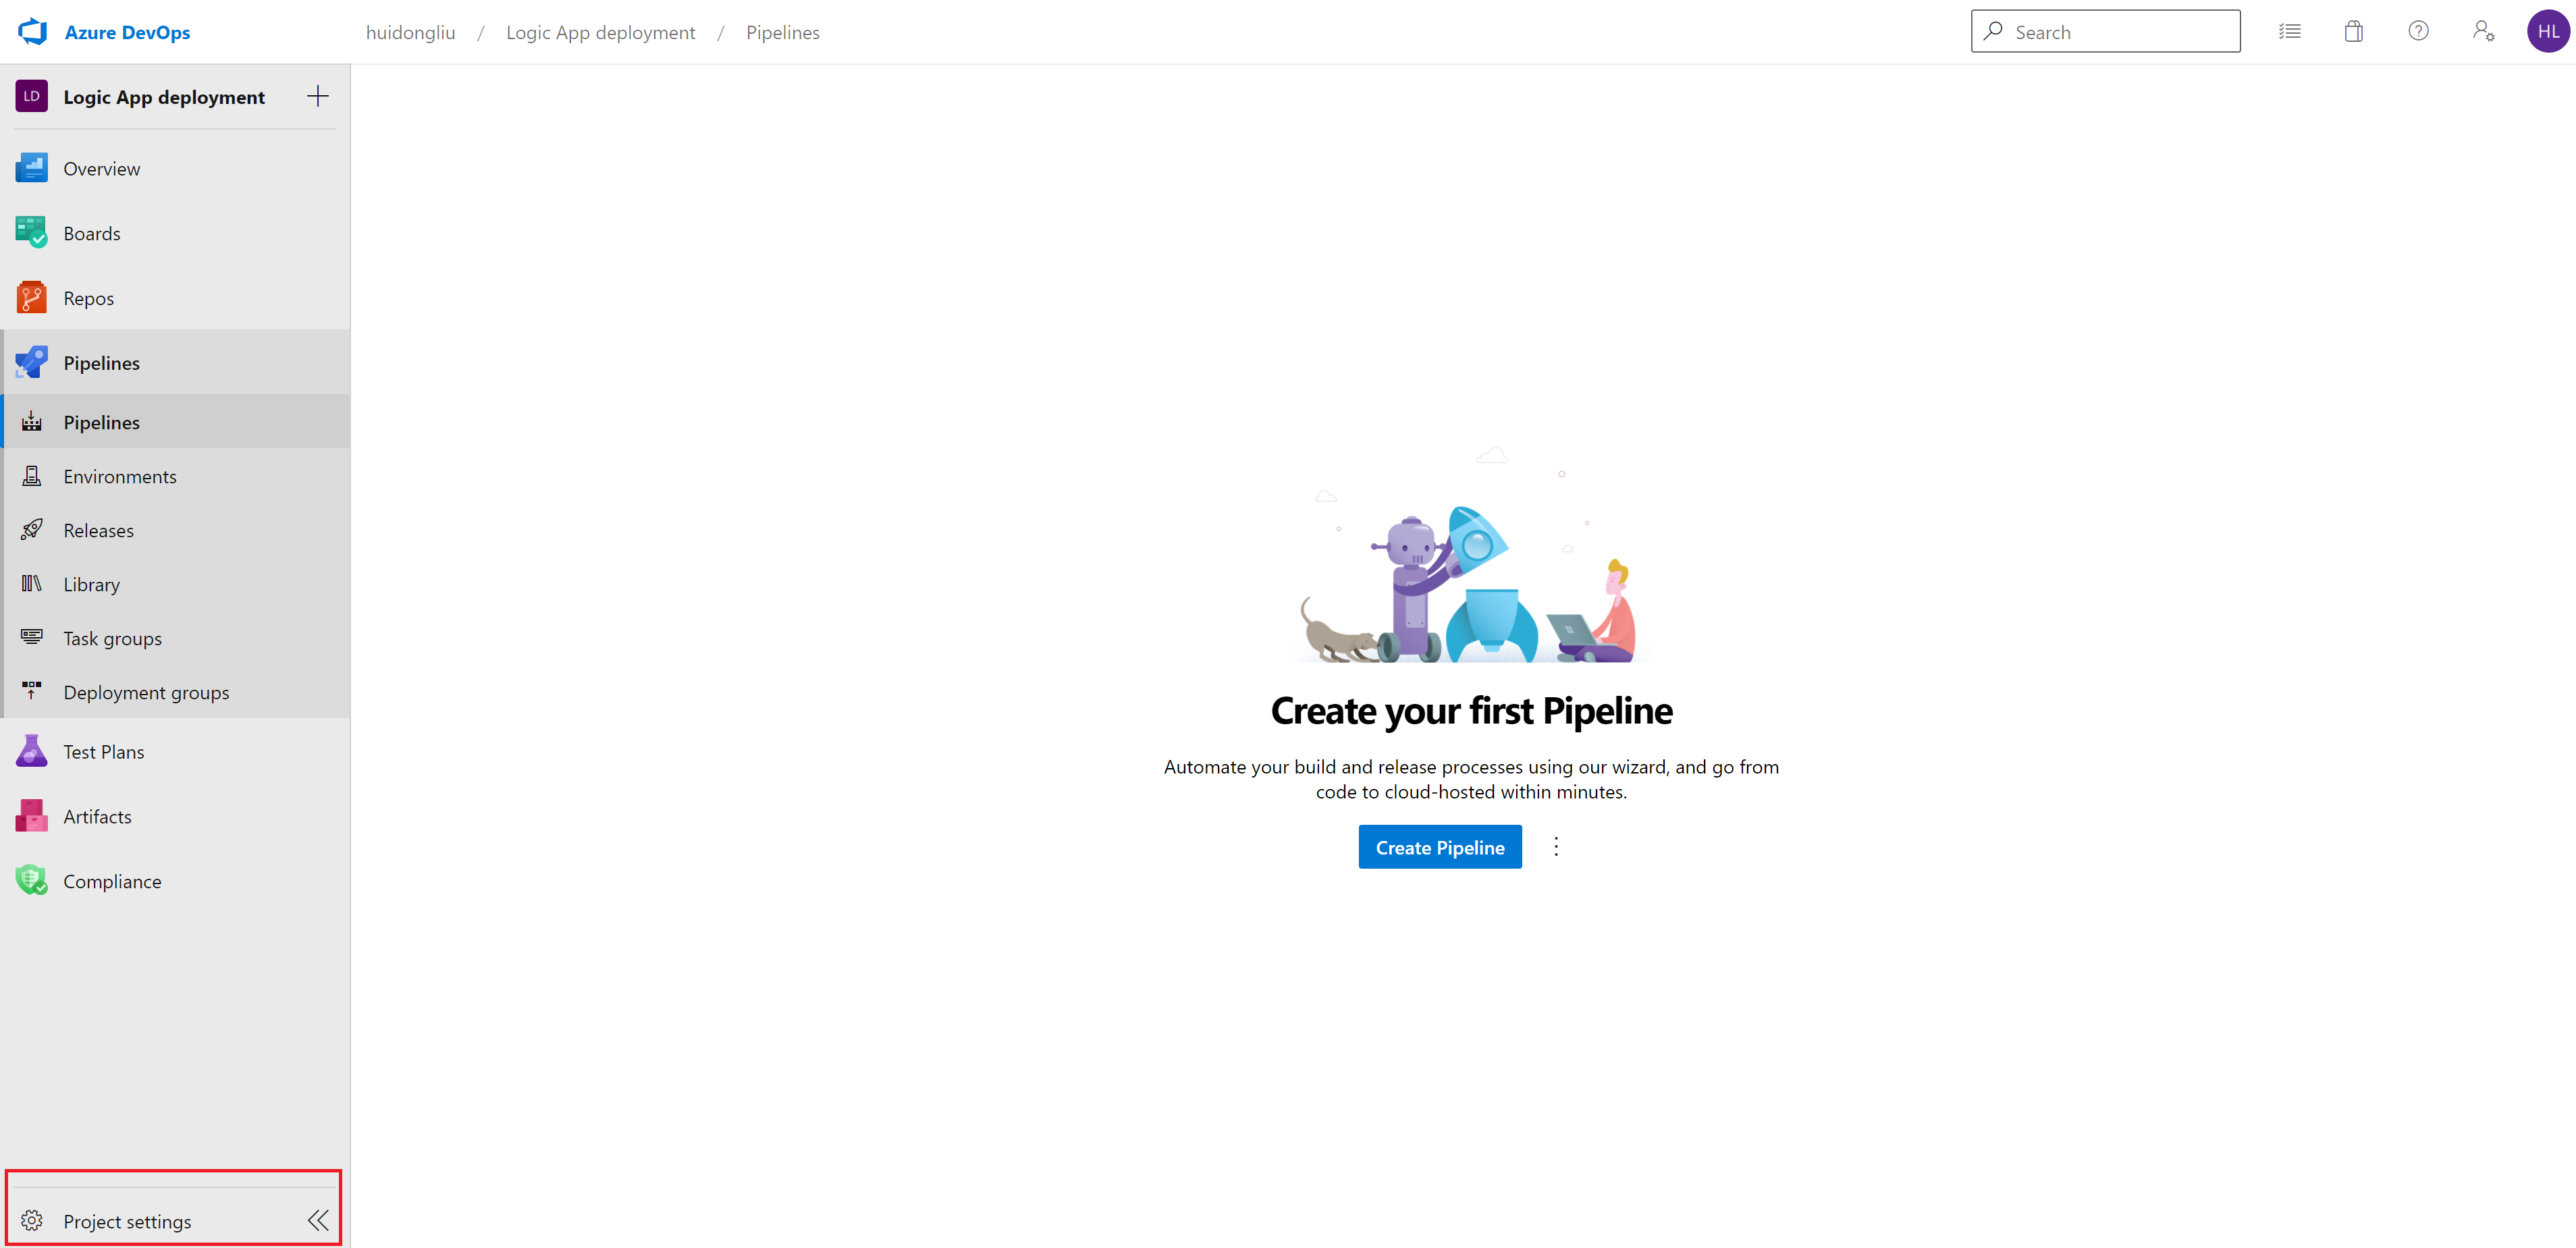 Azure DevOps
huidongliu / Logic App deployment / Pipelines
Search
HL
LD Logic App deployment
Overview
Boards
Repos
Pipelines
Pipelines
Environments
Releases
Library
Task groups
Deployment groups
Test Plans
Artifacts
Compliance
Project settings
Create your first Pipeline
Automate your build and release processes using our wizard, and go from
code to cloud-hosted within minutes.
Create Pipeline